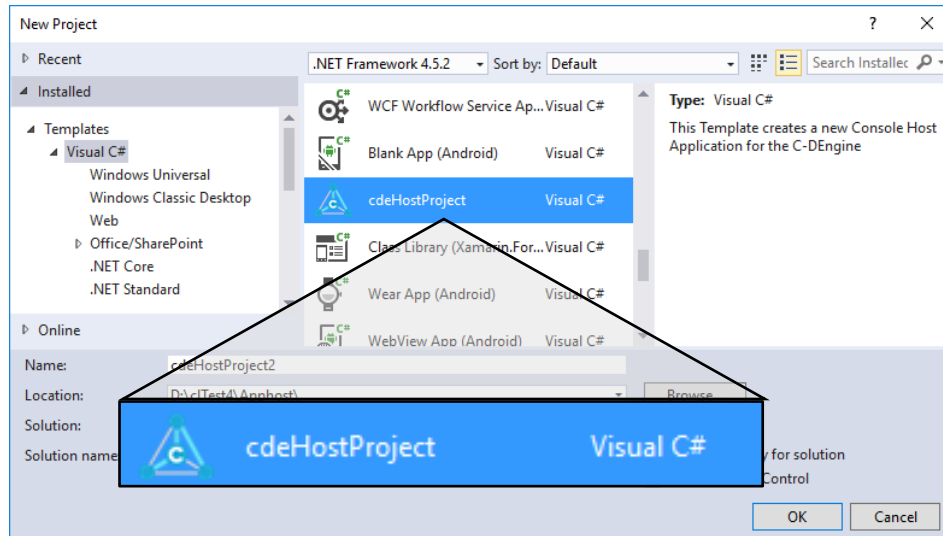 New Project
?
Recent
.NET Framework 4.5.2
Sort by:
Default
Search Installec
Installed
Templates
Visual C#
Windows Universal
Windows Classic Desktop
Web
Office/SharePoint
.NET Core
.NET Standard
Online
WCF Workflow Service Ap...Visual C#
Blank App (Android) Visual C#
cdeHostProject Visual C#
Class Library (Xamarin.For...Visual C#
Wear App (Android) Visual C#
WebView App (Android) Visual C#
Type: Visual C#
This Template creates a new Console Host
Application for the C-DEngine
Name: cdeHostProject2
Location: D:\clTest4\Apphost\ Browse...
Solution:
Solution name
cdeHostProject Visual C#
y for solution
Control
OK Cancel